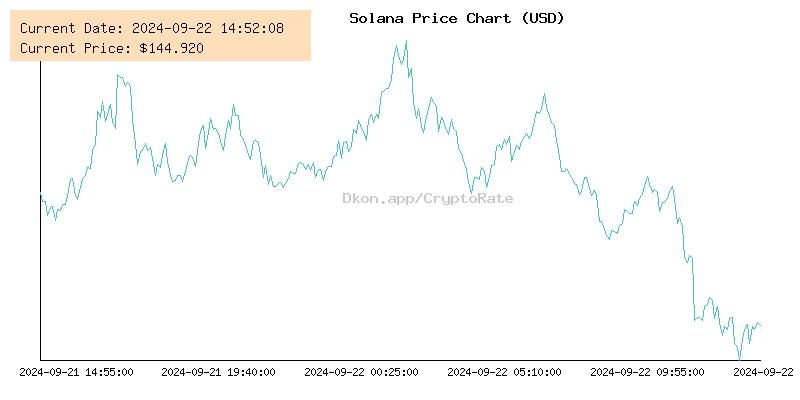 Solana Price Chart (USD)
Current Date: 2024-09-22 14:52:08
Current Price: $144.920
Dkon.app/CryptoRate
2024-09-21 14:55:00
2024-09-21 19:40:00
2024-09-22 00:25:00
2024-09-22 05:10:00
2024-09-22 09:55:00
2024-09-22